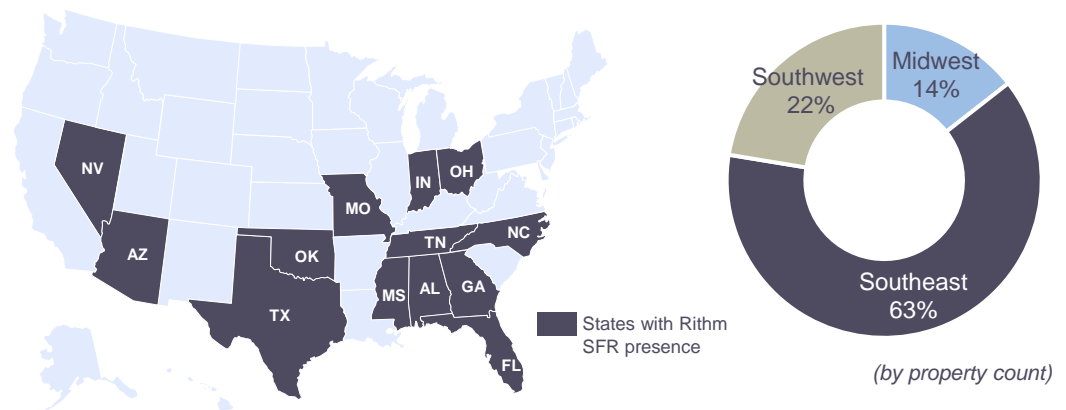 NV
AZ
TX
OK
MO
IN
OH
TN
NC
MS
AL
GA
FL
States with Rithm
SFR presence
Southwest
22%
Midwest
14%
Southeast
63%
(by property count)